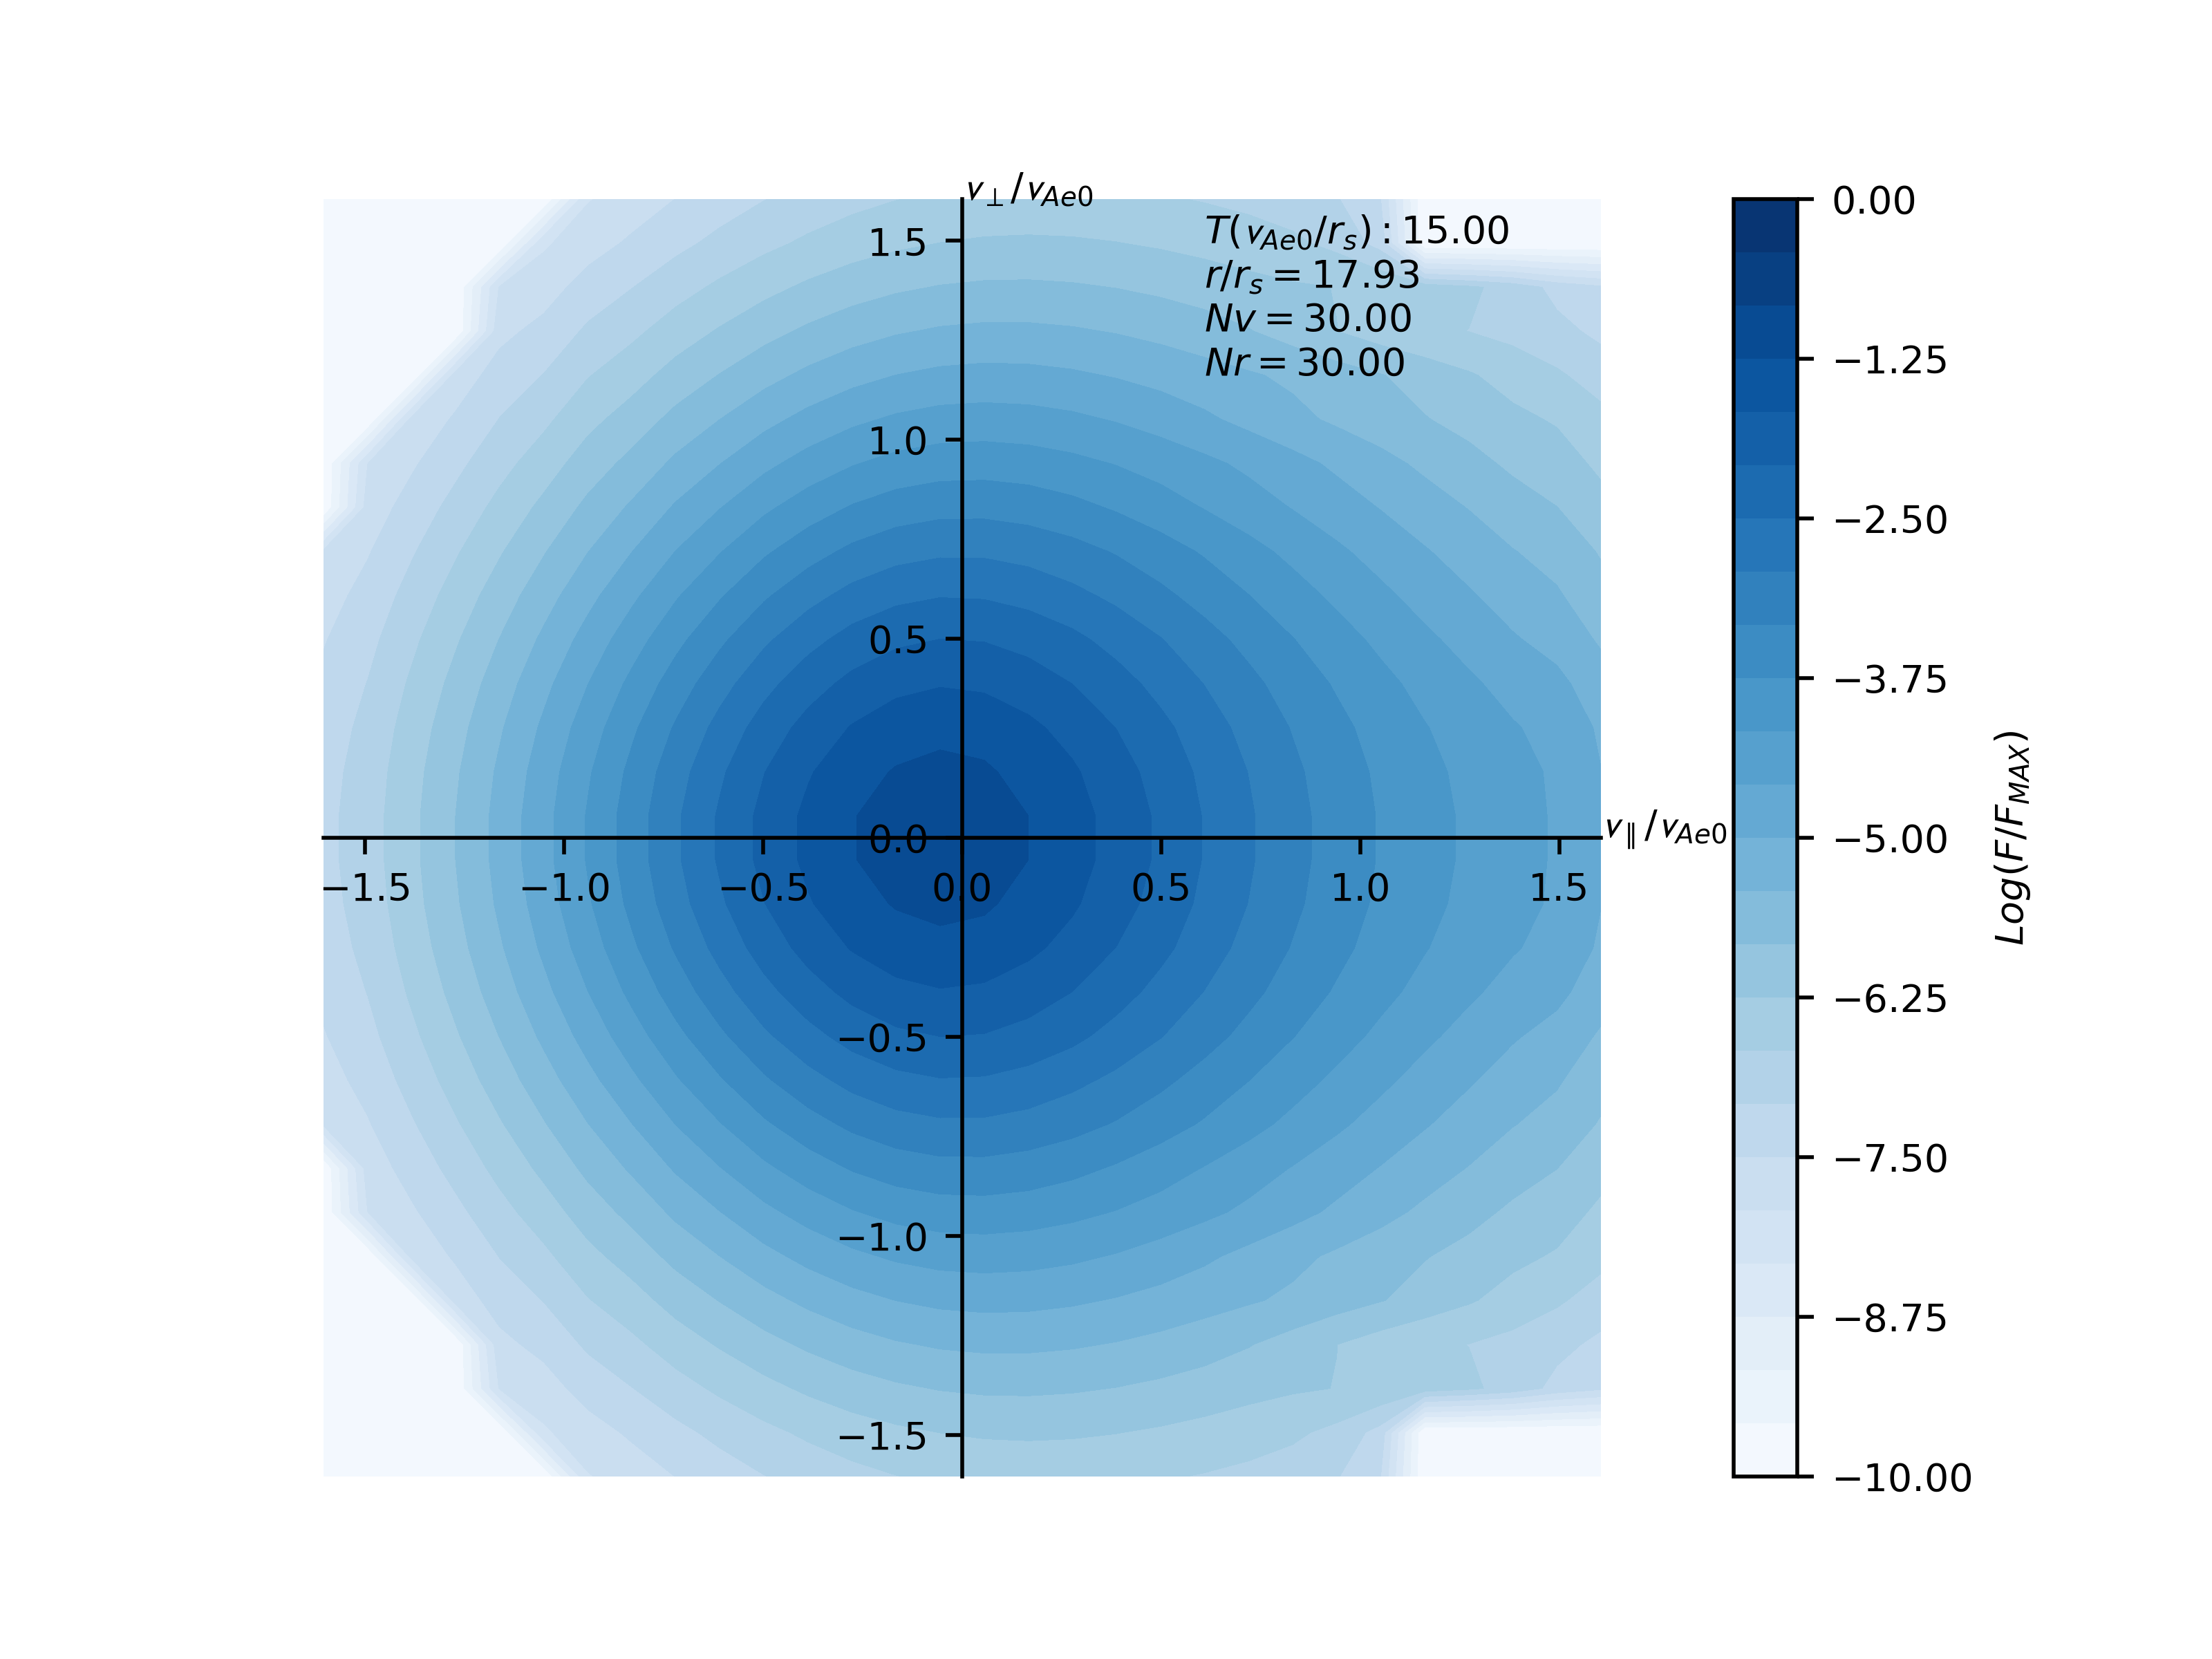 v⊥/vAe0
T(vAe0/rs):15.00
r/rs = 17.93
Nv = 30.00
Nr = 30.00
1.5
1.0
0.5
0.0
−0.5
−1.0
−1.5
−1.5 −1.0 −0.5 0.0 0.5 1.0 1.5
v∥/vAe0
0.00
−1.25
−2.50
−3.75
−5.00
−6.25
−7.50
−8.75
−10.00
Log(F/FMAX)